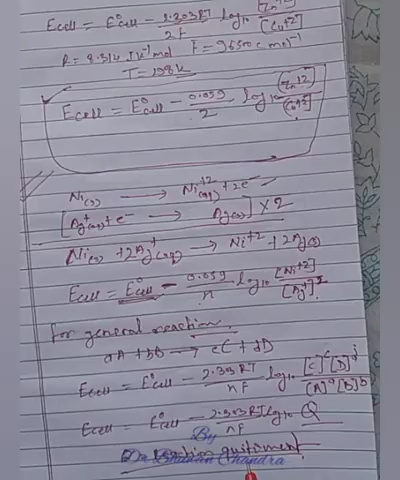 Ecell = E°cell − 2.303RT/2F log10 [Zn+2]/[Cu+2]
R = 8.314 JK-1 mol F = 96500 C mol-1
T = 298 K
Ecell = E°cell − 0.059/2 log10 [Zn+2]/[Cu+2]
Ni(s) → Ni+2(aq) + 2e-
[Ag+(aq) + e- → Ag(s)] × 2
Ni(s) + 2Ag+(aq) → Ni+2 + 2Ag(s)
Ecell = E°cell − 0.059/n log10 [Ni+2]/[Ag+]2
for general reaction.
aA + bB → cC + dD
Ecell = E°cell − 2.303RT/nF log10 [C]c[D]d/[A]a[B]b
Ecell = E°cell − 2.303RT/nF log10 Q
By
Chandra